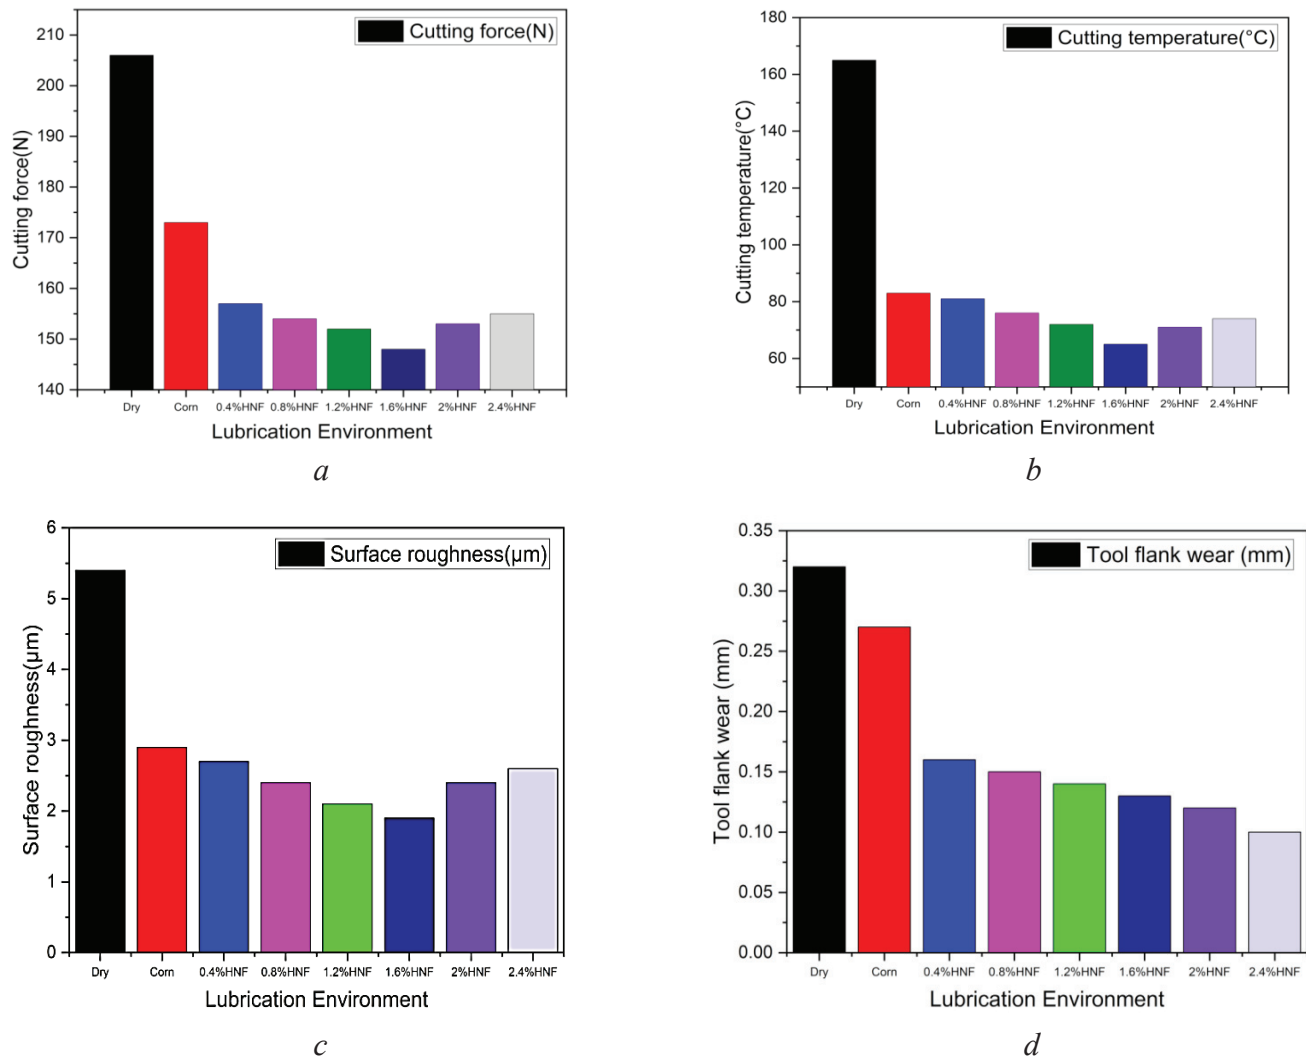 Cutting force(N)
210
200
190
180
170
160
150
140
Cutting force(N)
Dry Corn 0.4%HNF 0.8%HNF 1.2%HNF 1.6%HNF 2%HNF 2.4%HNF
Lubrication Environment
a
Cutting temperature(°C)
180
160
140
120
100
80
60
Cutting temperature(°C)
Dry Corn 0.4%HNF 0.8%HNF 1.2%HNF 1.6%HNF 2%HNF 2.4%HNF
Lubrication Environment
b
Surface roughness(μm)
6
5
4
3
2
1
0
Surface roughness(μm)
Dry Corn 0.4%HNF 0.8%HNF 1.2%HNF 1.6%HNF 2%HNF 2.4%HNF
Lubrication Environment
c
Tool flank wear (mm)
0.35
0.30
0.25
0.20
0.15
0.10
0.05
0.00
Tool flank wear (mm)
Dry Corn 0.4%HNF 0.8%HNF 1.2%HNF 1.6%HNF 2%HNF 2.4%HNF
Lubrication Environment
d